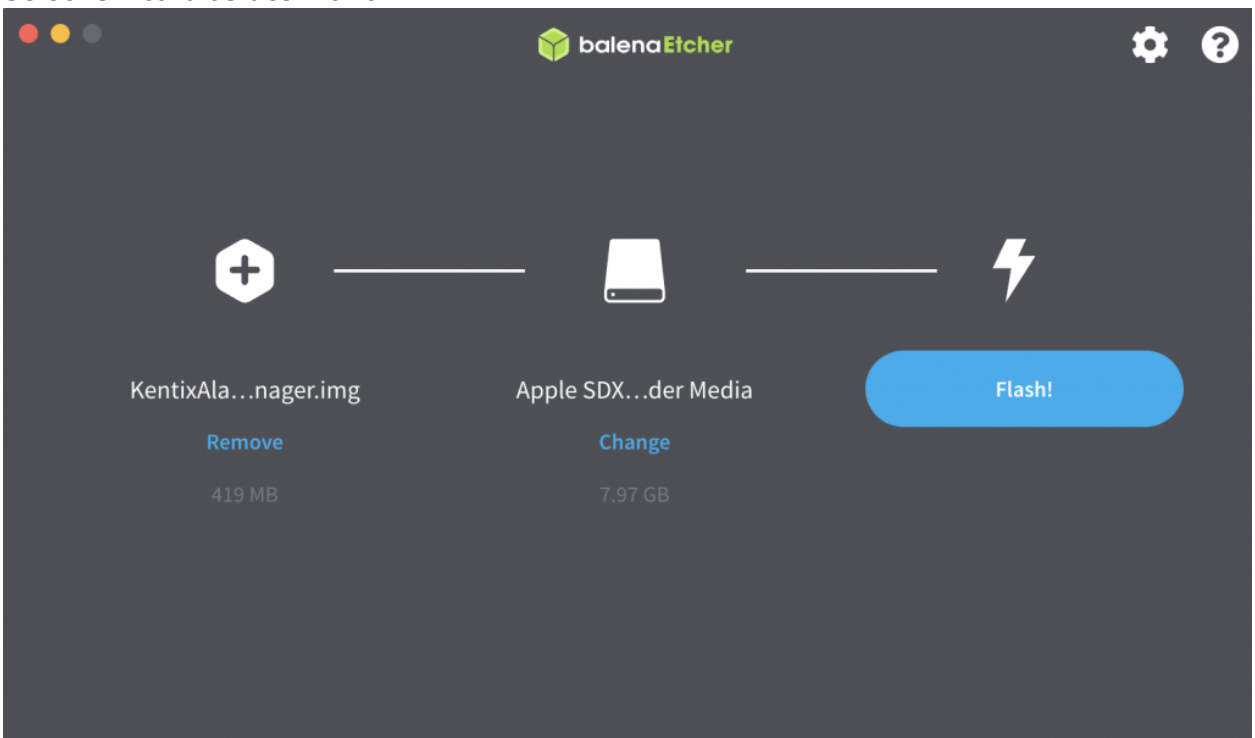 balenaEtcher
KentixAla...nager.img
Apple SDX...der Media
Flash!
Remove
Change
419 MB
7.97 GB